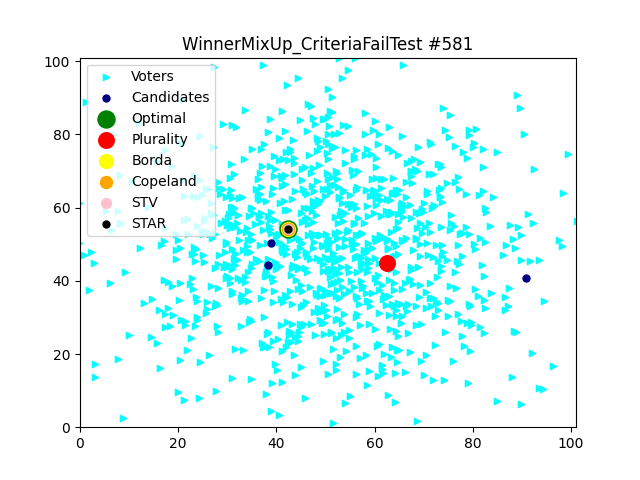 WinnerMixUp_CriteriaFailTest #581
100
80
60
40
20
0
Voters
Candidates
Optimal
Plurality
Borda
Copeland
STV
STAR
0 20 40 60 80 100